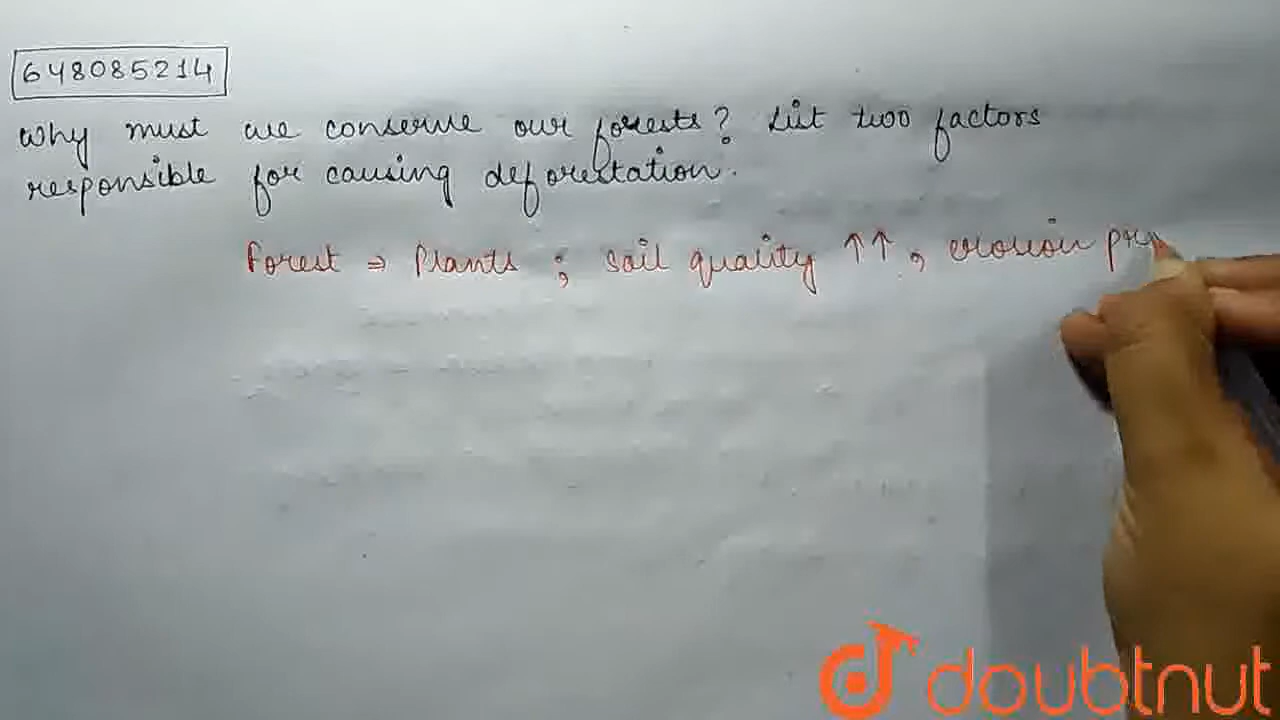 648085214
Why must we conserve our forests? List two factors
responsible for causing deforestation.
Forest ⇒ Plants ; soil quality ↑↑ , erosion pre
doubtnut